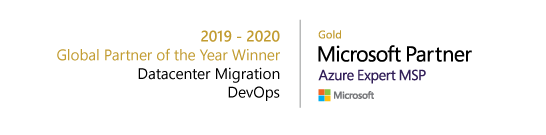 2019 - 2020
Global Partner of the Year Winner
Datacenter Migration
DevOps
Gold
Microsoft Partner
Azure Expert MSP
Microsoft